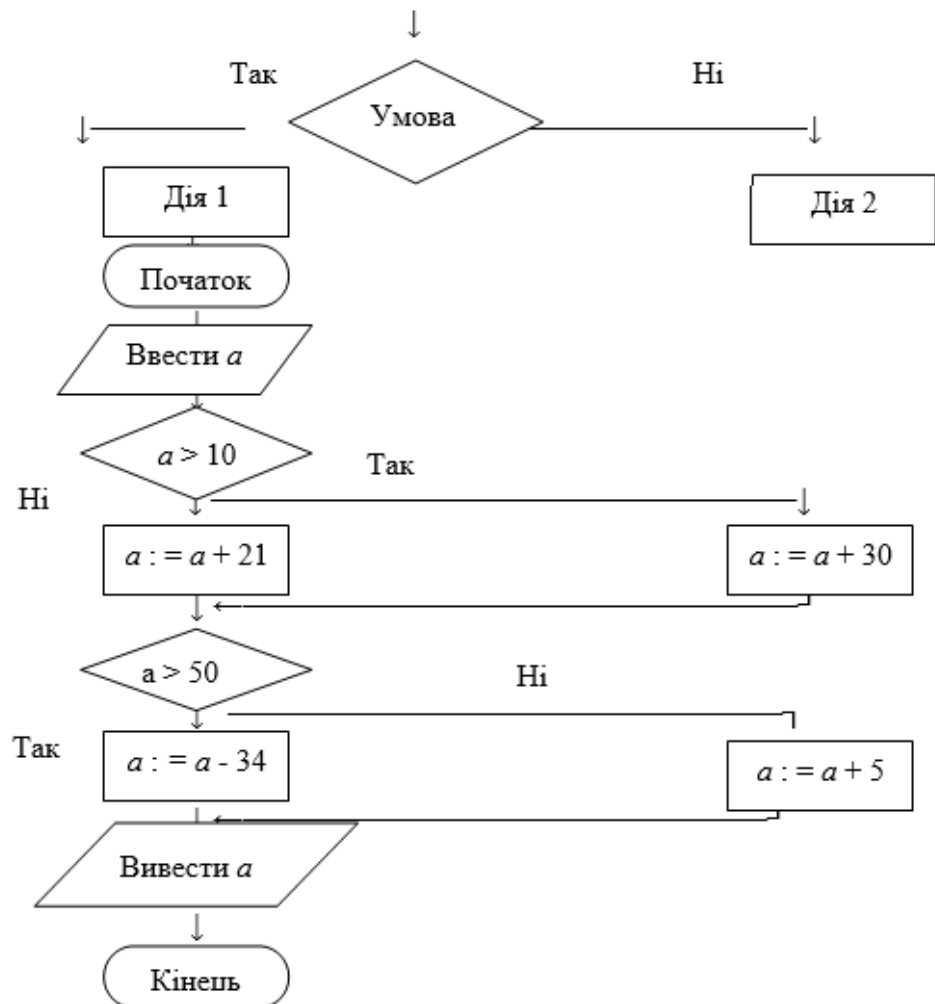 Так
Ні
Умова
Дія 1
Дія 2
Початок
Ввести a
a > 10
Так
Ні
a : = a + 21
a : = a + 30
a > 50
Ні
Так
a : = a - 34
a : = a + 5
Вивести a
Кінець